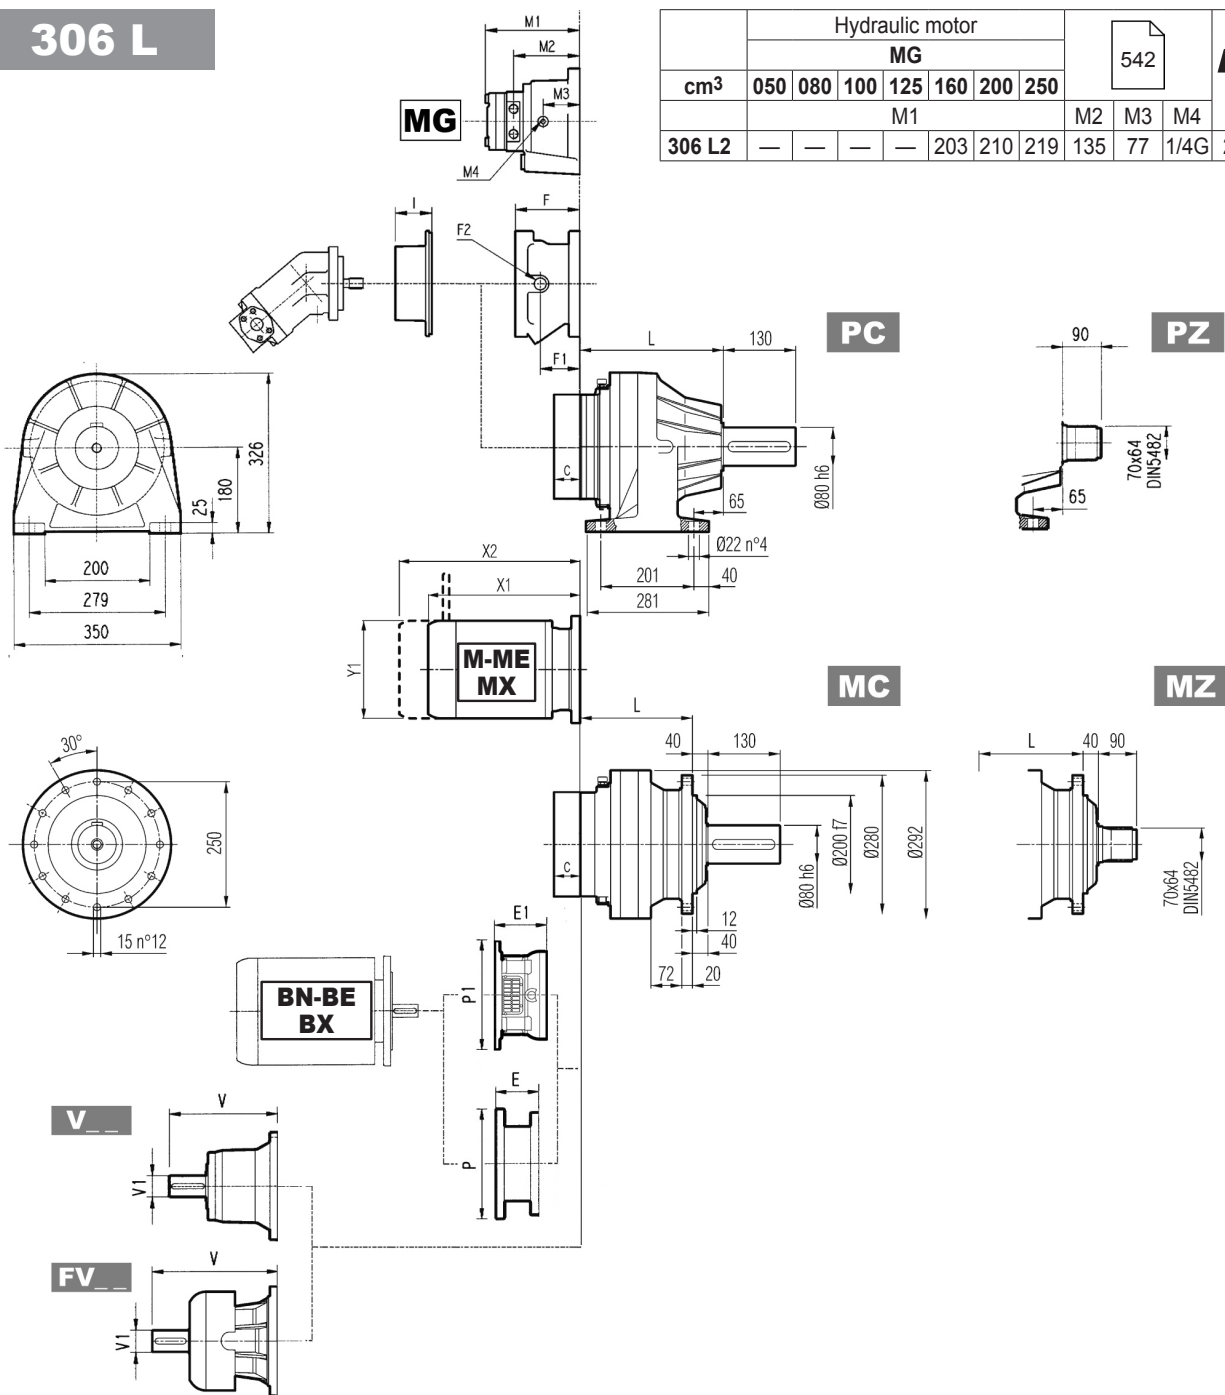 306 L
Hydraulic motor
MG
542
cm3 050 080 100 125 160 200 250
M1 M2 M3 M4
306 L2 — — — — 203 210 219 135 77 1/4G
M1
M2
M3
MG
M4
I
F
F2
F1
L 130
PC
90
PZ
326
180
25
C
Ø80 h6
65
70x64
DIN5482
65
Ø22 n°4
200
279
350
201 40
281
X2
X1
Y1
M-ME
MX
MC
MZ
L
40 130
L 40 90
30°
250
15 n°12
C
Ø80 h6
Ø200 f7
Ø280
Ø292
70x64
DIN5482
12
40
72 20
E1
P1
BN-BE
BX
E
P
V_ _
V
V1
FV_ _
V
V1